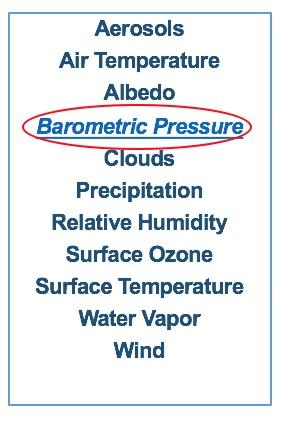 Aerosols
Air Temperature
Albedo
Barometric Pressure
Clouds
Precipitation
Relative Humidity
Surface Ozone
Surface Temperature
Water Vapor
Wind